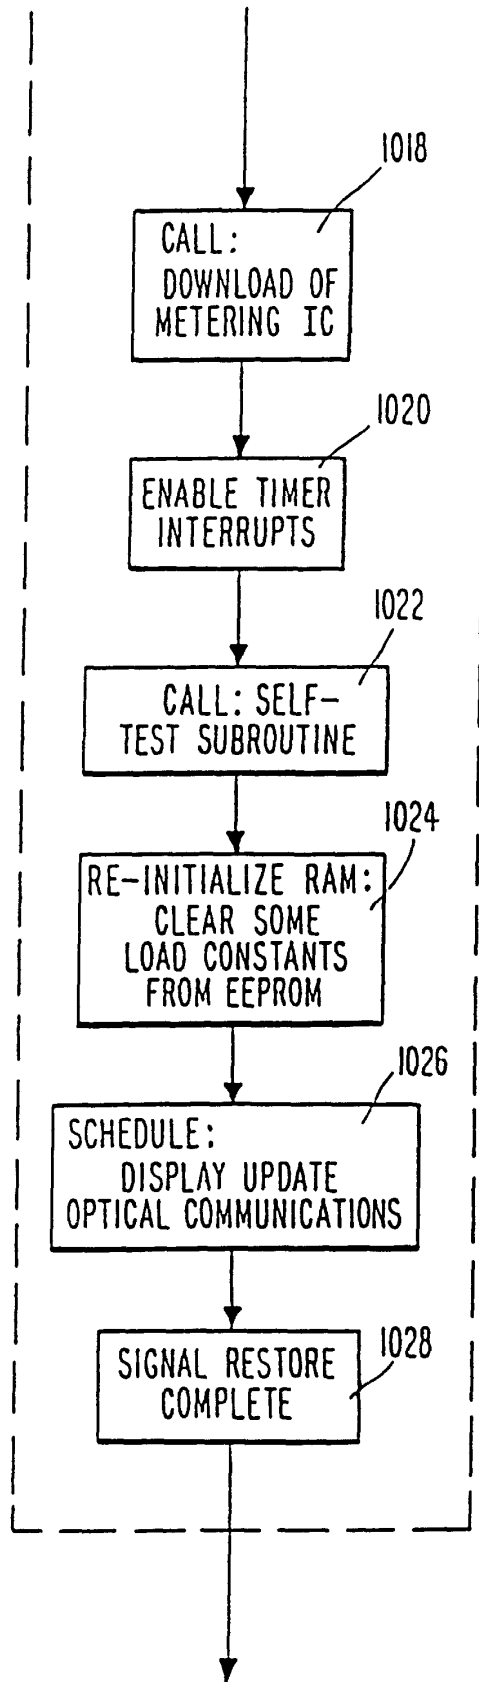 1018
CALL:
DOWNLOAD OF
METERING IC
1020
ENABLE TIMER
INTERRUPTS
1022
CALL: SELF-
TEST SUBROUTINE
1024
RE-INITIALIZE RAM:
CLEAR SOME
LOAD CONSTANTS
FROM EEPROM
1026
SCHEDULE:
DISPLAY UPDATE
OPTICAL COMMUNICATIONS
1028
SIGNAL RESTORE
COMPLETE